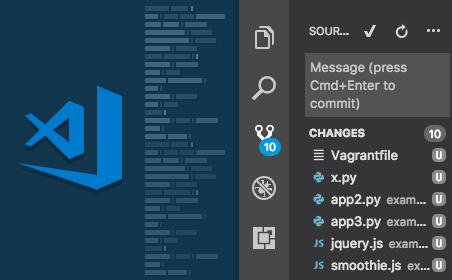 SOUR...
Message (press
Cmd+Enter to
commit)
CHANGES 10
10
Vagrantfile U
x.py U
app2.py exam... U
app3.py exam... U
JS jquery.js exam... U
JS smoothie.js exam... U